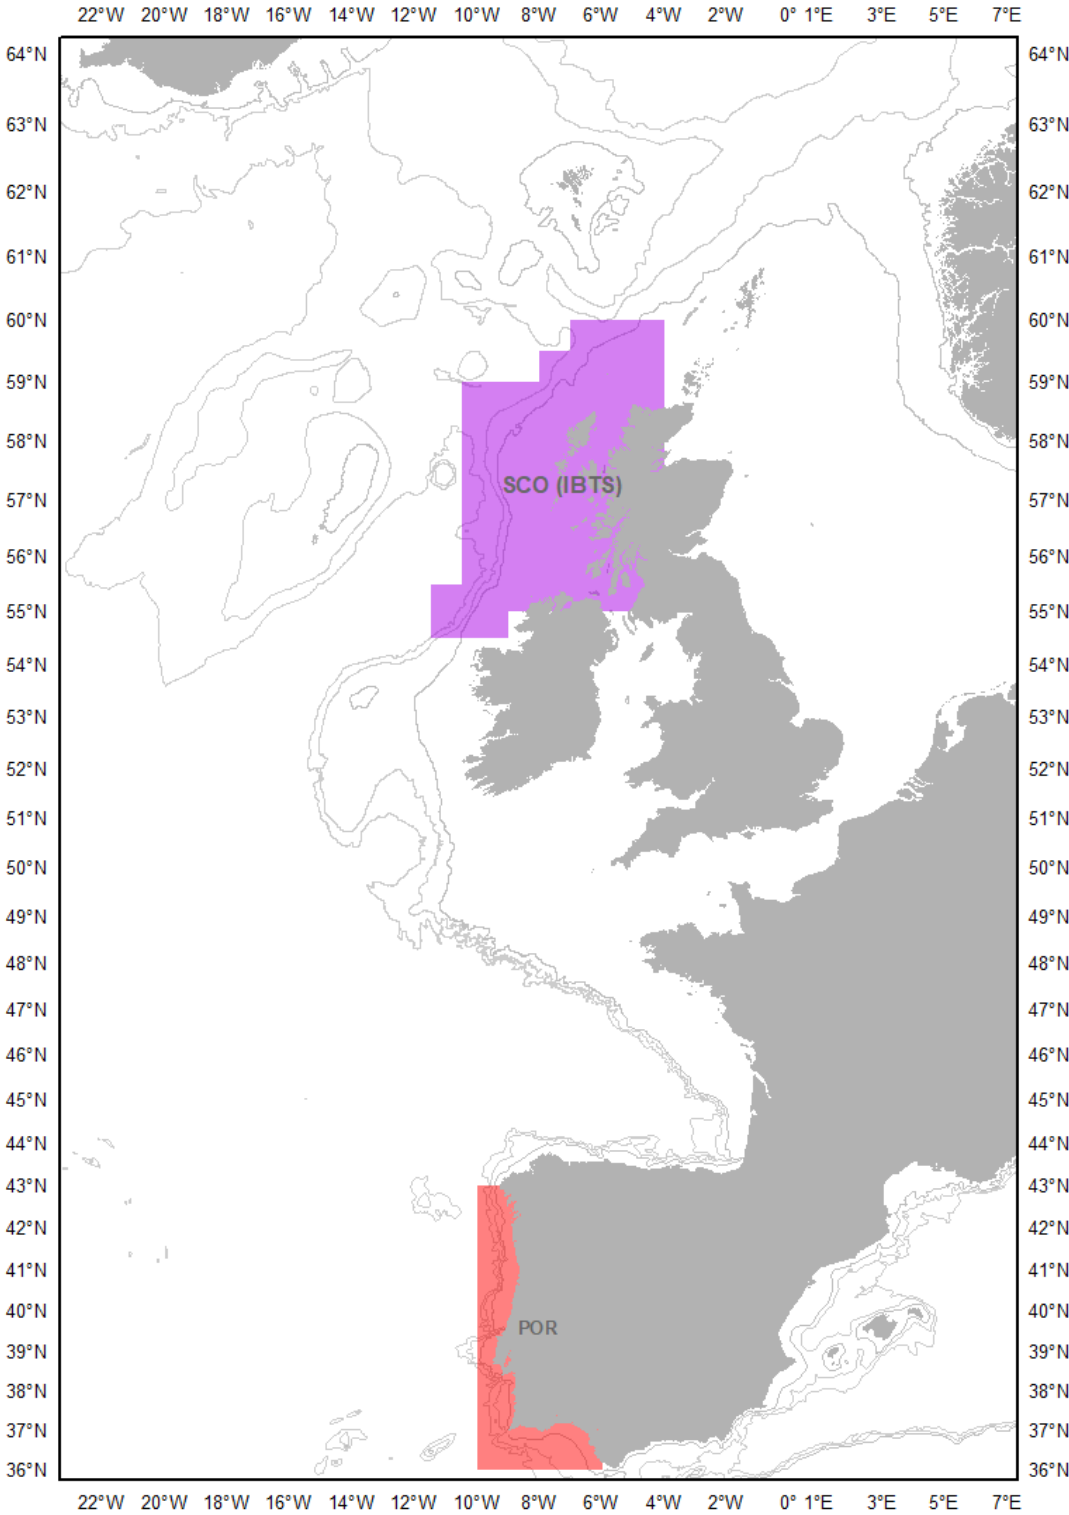 22°W 20°W 18°W 16°W 14°W 12°W 10°W 8°W 6°W 4°W 2°W 0° 1°E 3°E 5°E 7°E
64°N 64°N
63°N 63°N
62°N 62°N
61°N 61°N
60°N 60°N
59°N 59°N
58°N 58°N
SCO (IBTS)
57°N 57°N
56°N 56°N
55°N 55°N
54°N 54°N
53°N 53°N
52°N 52°N
51°N 51°N
50°N 50°N
49°N 49°N
48°N 48°N
47°N 47°N
46°N 46°N
45°N 45°N
44°N 44°N
43°N 43°N
42°N 42°N
41°N 41°N
40°N 40°N
POR
39°N 39°N
38°N 38°N
37°N 37°N
36°N 36°N
22°W 20°W 18°W 16°W 14°W 12°W 10°W 8°W 6°W 4°W 2°W 0° 1°E 3°E 5°E 7°E